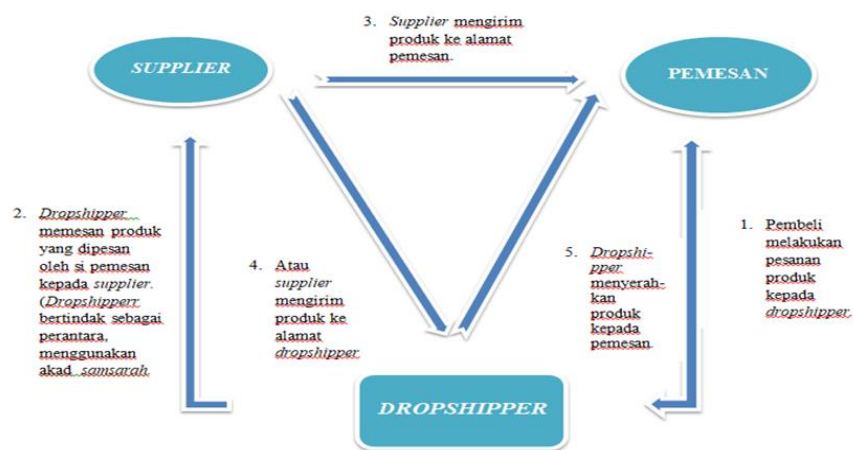 3. Supplier mengirim
produk ke alamat
pemesan.
SUPPLIER
PEMESAN
2. Dropshipper
memesan produk
yang dipesan
oleh si pemesan
kepada supplier.
(Dropshipperr
bertindak sebagai
perantara,
menggunakan
akad samsarah
4. Atau
supplier
mengirim
produk ke
alamat
dropshipper.
5. Dropshi-
pper
menyerah-
kan
produk
kepada
pemesan.
1. Pembeli
melakukan
pesanan
produk
kepada
dropshipper.
DROPSHIPPER